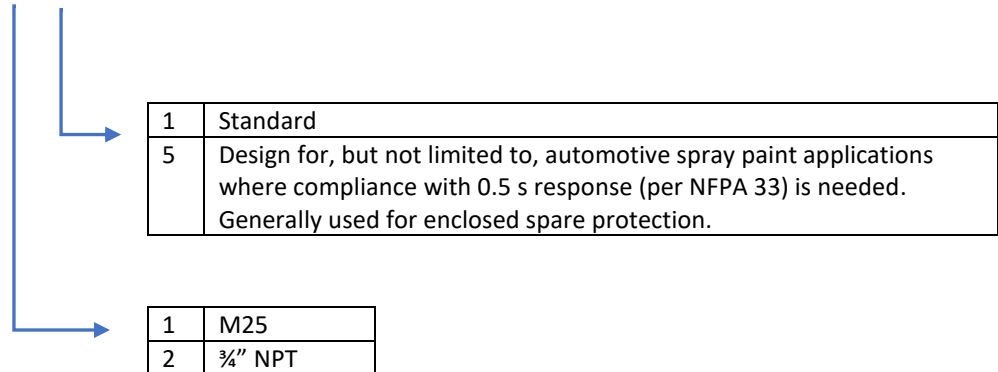 1 Standard
5 Design for, but not limited to, automotive spray paint applications
where compliance with 0.5 s response (per NFPA 33) is needed.
Generally used for enclosed spare protection.
1 M25
2 ¾” NPT